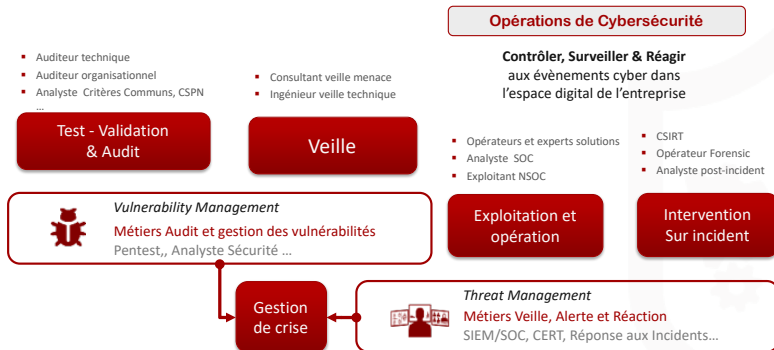 Opérations de Cybersécurité
Contrôler, Surveiller & Réagir
aux évènements cyber dans
l'espace digital de l'entreprise
▪ Auditeur technique
▪ Auditeur organisationnel
▪ Analyste Critères Communs, CSPN
…
Test - Validation
& Audit
▪ Consultant veille menace
▪ Ingénieur veille technique
Veille
▪ Opérateurs et experts solutions
▪ Analyste SOC
▪ Exploitant NSOC
Exploitation et
opération
▪ CSIRT
▪ Opérateur Forensic
▪ Analyste post-incident
Intervention
Sur incident
Vulnerability Management
Métiers Audit et gestion des vulnérabilités
Pentest,, Analyste Sécurité …
Gestion
de crise
Threat Management
Métiers Veille, Alerte et Réaction
SIEM/SOC, CERT, Réponse aux Incidents…